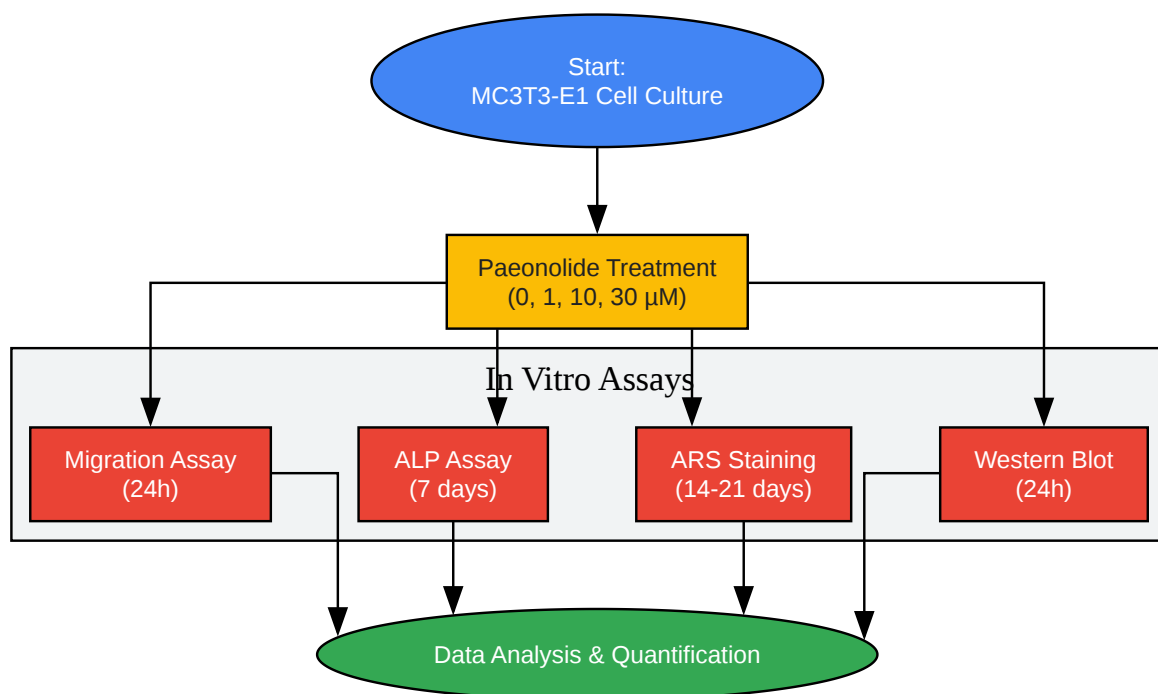 Start:
MC3T3-E1 Cell Culture
Paeonolide Treatment
(0, 1, 10, 30 µM)
In Vitro Assays
Migration Assay
(24h)
ALP Assay
(7 days)
ARS Staining
(14-21 days)
Western Blot
(24h)
Data Analysis & Quantification